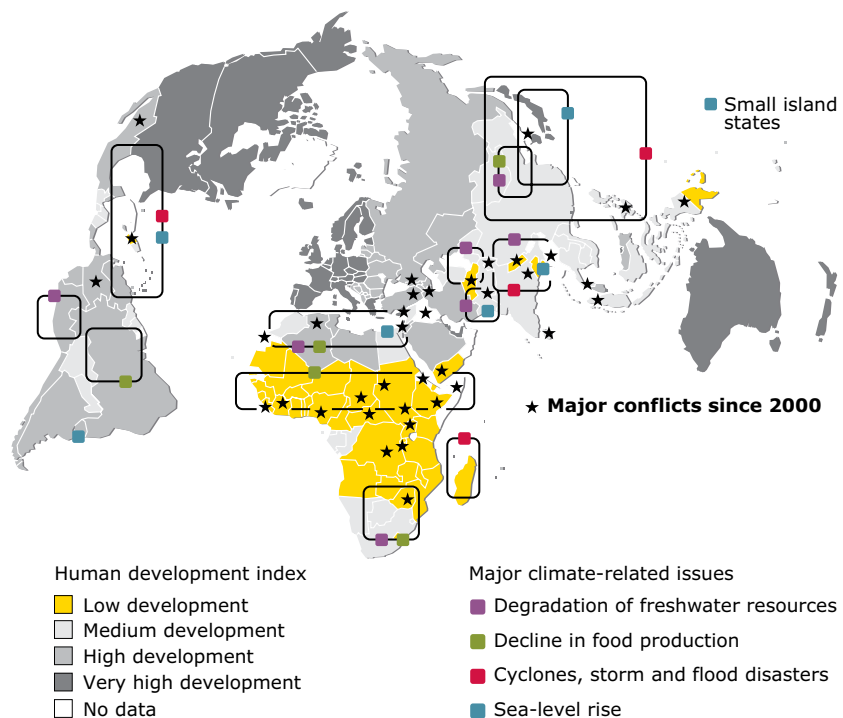 Small island
states
Major conflicts since 2000
Human development index
Low development
Medium development
High development
Very high development
No data
Major climate-related issues
Degradation of freshwater resources
Decline in food production
Cyclones, storm and flood disasters
Sea-level rise